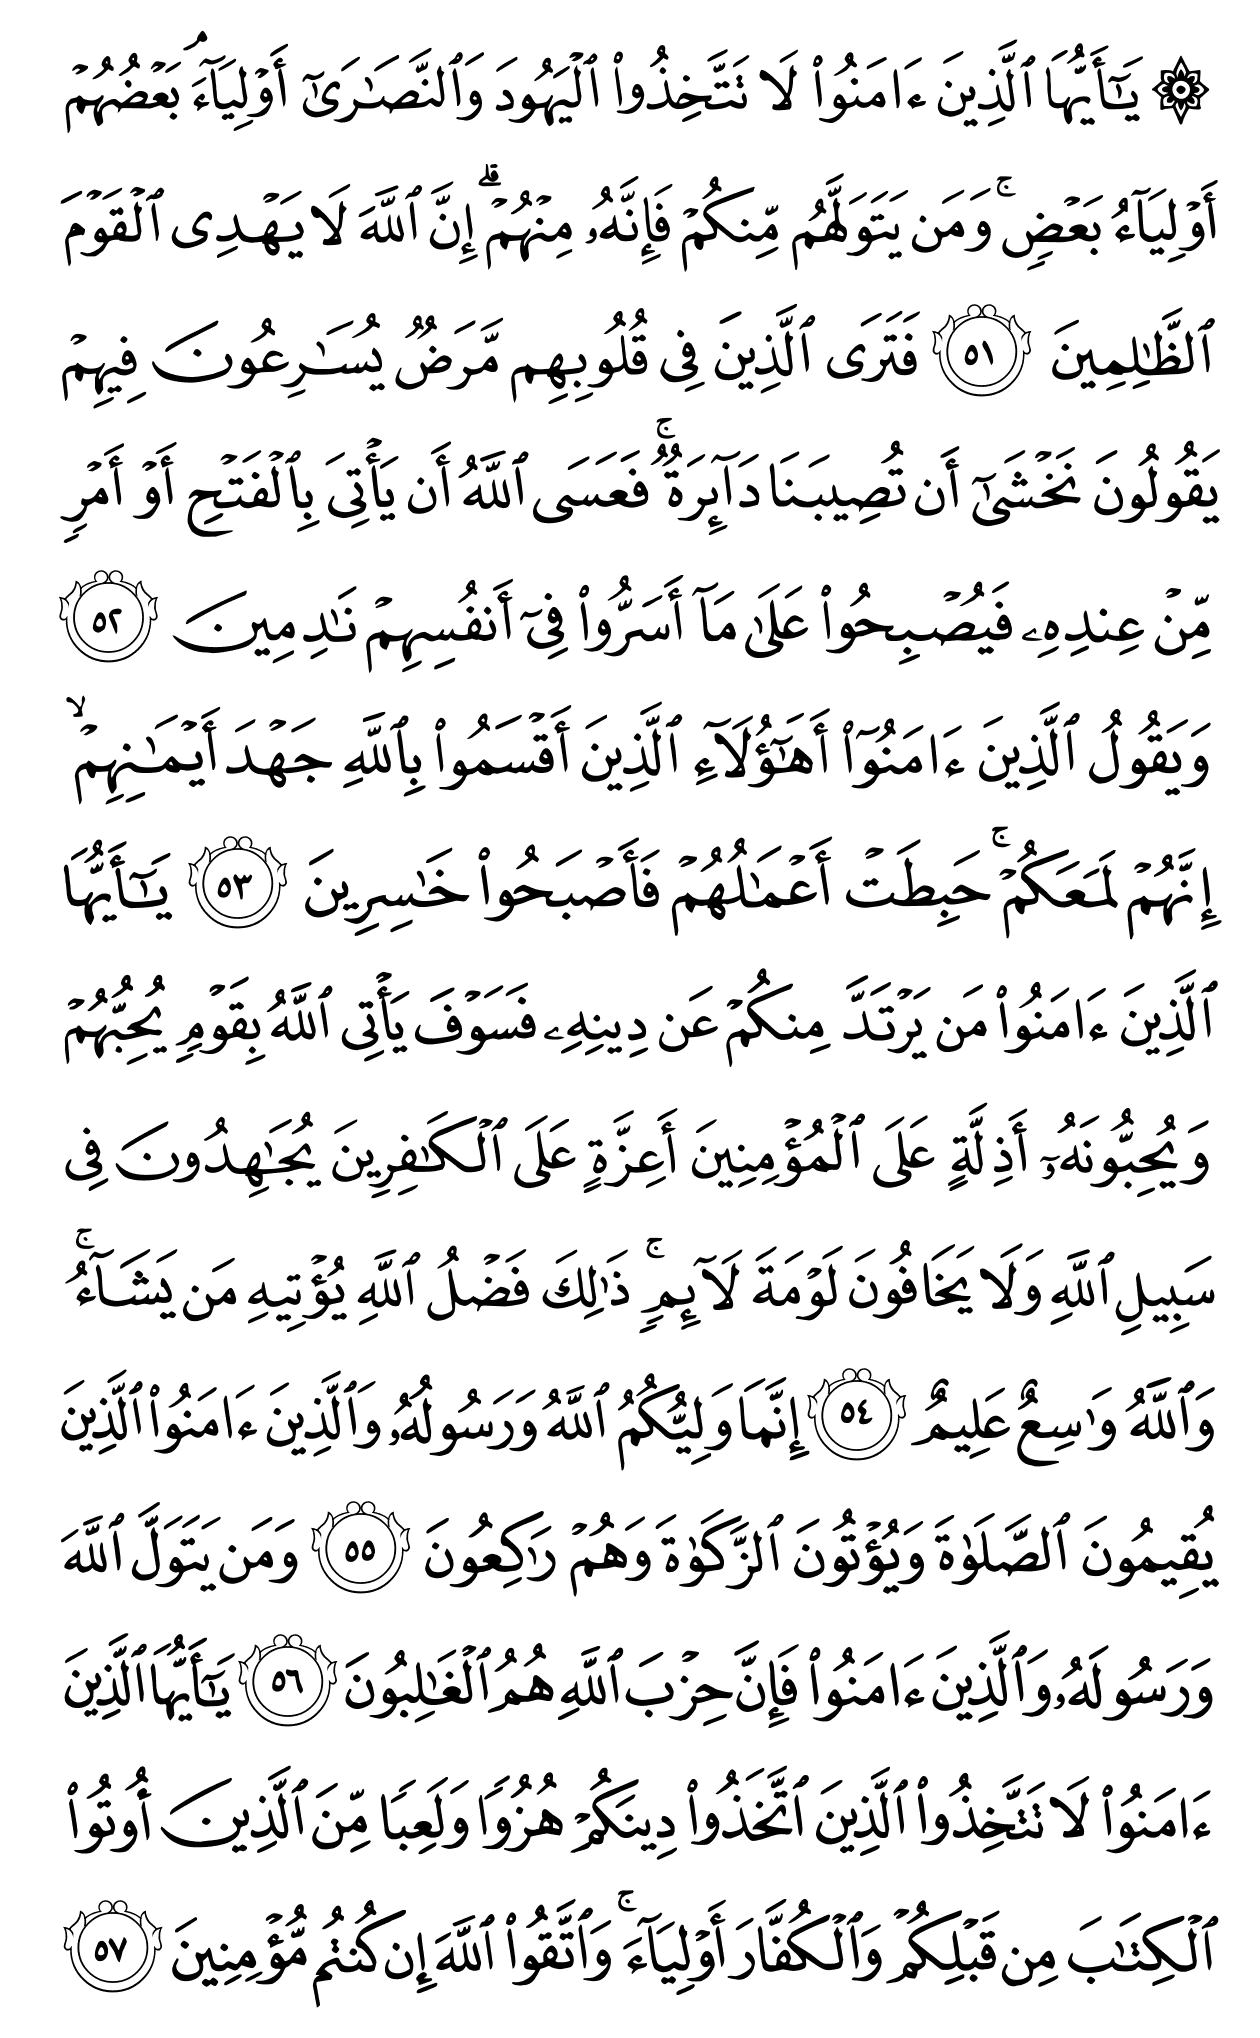 ۞ يَـٰٓأَيُّهَا ٱلَّذِينَ ءَامَنُوا۟ لَا تَتَّخِذُوا۟ ٱلْيَهُودَ وَٱلنَّصَـٰرَىٰٓ أَوْلِيَآءَ ۘ بَعْضُهُمْ
أَوْلِيَآءُ بَعْضٍ ۚ وَمَن يَتَوَلَّهُم مِّنكُمْ فَإِنَّهُۥ مِنْهُمْ ۗ إِنَّ ٱللَّهَ لَا يَهْدِى ٱلْقَوْمَ
ٱلظَّـٰلِمِينَ ٥١ فَتَرَى ٱلَّذِينَ فِى قُلُوبِهِم مَّرَضٌ يُسَـٰرِعُونَ فِيهِمْ
يَقُولُونَ نَخْشَىٰٓ أَن تُصِيبَنَا دَآئِرَةٌ ۚ فَعَسَى ٱللَّهُ أَن يَأْتِىَ بِٱلْفَتْحِ أَوْ أَمْرٍ
مِّنْ عِندِهِۦ فَيُصْبِحُوا۟ عَلَىٰ مَآ أَسَرُّوا۟ فِىٓ أَنفُسِهِمْ نَـٰدِمِينَ ٥٢
وَيَقُولُ ٱلَّذِينَ ءَامَنُوٓا۟ أَهَـٰٓؤُلَآءِ ٱلَّذِينَ أَقْسَمُوا۟ بِٱللَّهِ جَهْدَ أَيْمَـٰنِهِمْ ۙ
إِنَّهُمْ لَمَعَكُمْ ۚ حَبِطَتْ أَعْمَـٰلُهُمْ فَأَصْبَحُوا۟ خَـٰسِرِينَ ٥٣ يَـٰٓأَيُّهَا
ٱلَّذِينَ ءَامَنُوا۟ مَن يَرْتَدَّ مِنكُمْ عَن دِينِهِۦ فَسَوْفَ يَأْتِى ٱللَّهُ بِقَوْمٍ يُحِبُّهُمْ
وَيُحِبُّونَهُۥٓ أَذِلَّةٍ عَلَى ٱلْمُؤْمِنِينَ أَعِزَّةٍ عَلَى ٱلْكَـٰفِرِينَ يُجَـٰهِدُونَ فِى
سَبِيلِ ٱللَّهِ وَلَا يَخَافُونَ لَوْمَةَ لَآئِمٍ ۚ ذَٰلِكَ فَضْلُ ٱللَّهِ يُؤْتِيهِ مَن يَشَآءُ ۚ
وَٱللَّهُ وَٰسِعٌ عَلِيمٌ ٥٤ إِنَّمَا وَلِيُّكُمُ ٱللَّهُ وَرَسُولُهُۥ وَٱلَّذِينَ ءَامَنُوا۟ ٱلَّذِينَ
يُقِيمُونَ ٱلصَّلَوٰةَ وَيُؤْتُونَ ٱلزَّكَوٰةَ وَهُمْ رَٰكِعُونَ ٥٥ وَمَن يَتَوَلَّ ٱللَّهَ
وَرَسُولَهُۥ وَٱلَّذِينَ ءَامَنُوا۟ فَإِنَّ حِزْبَ ٱللَّهِ هُمُ ٱلْغَـٰلِبُونَ ٥٦ يَـٰٓأَيُّهَا ٱلَّذِينَ
ءَامَنُوا۟ لَا تَتَّخِذُوا۟ ٱلَّذِينَ ٱتَّخَذُوا۟ دِينَكُمْ هُزُوًا وَلَعِبًا مِّنَ ٱلَّذِينَ أُوتُوا۟
ٱلْكِتَـٰبَ مِن قَبْلِكُمْ وَٱلْكُفَّارَ أَوْلِيَآءَ ۚ وَٱتَّقُوا۟ ٱللَّهَ إِن كُنتُم مُّؤْمِنِينَ ٥٧